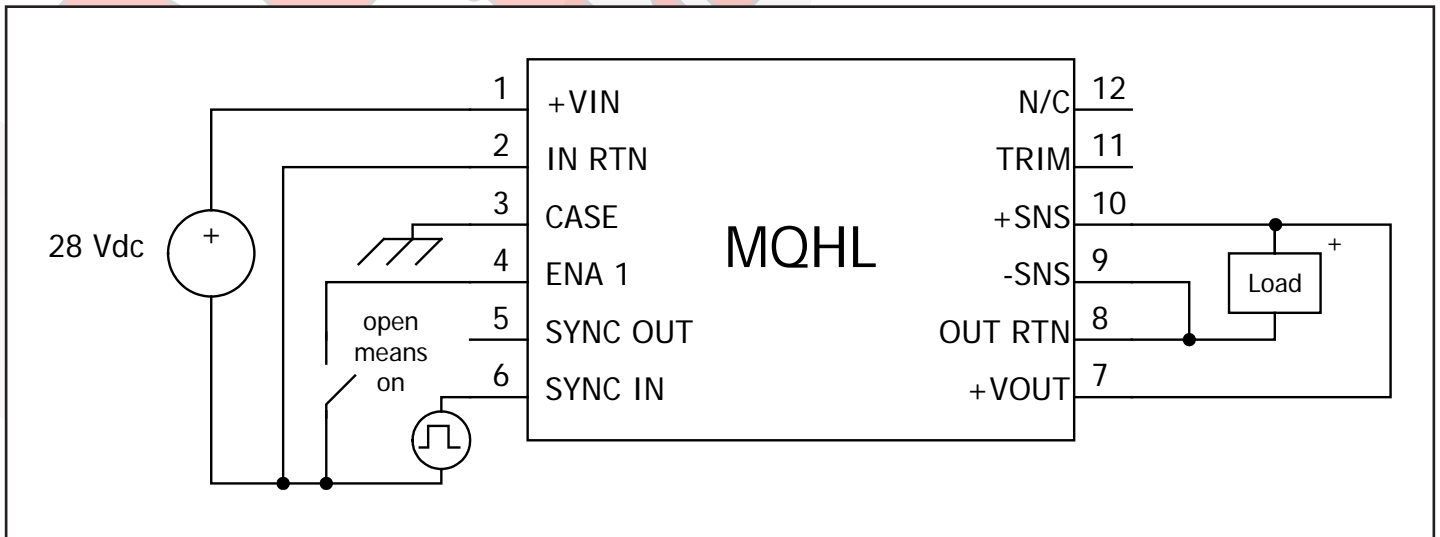 28 Vdc
+
1
2
3
4
5
6
+VIN
IN RTN
CASE
ENA 1
SYNC OUT
SYNC IN
open
means
on
MQHL
N/C
TRIM
+SNS
-SNS
OUT RTN
+VOUT
12
11
10
9
8
7
+
Load